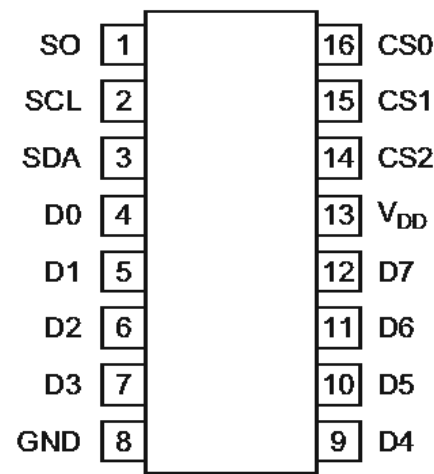 SO 1 16 CS0
SCL 2 15 CS1
SDA 3 14 CS2
D0 4 13 VDD
D1 5 12 D7
D2 6 11 D6
D3 7 10 D5
GND 8 9 D4